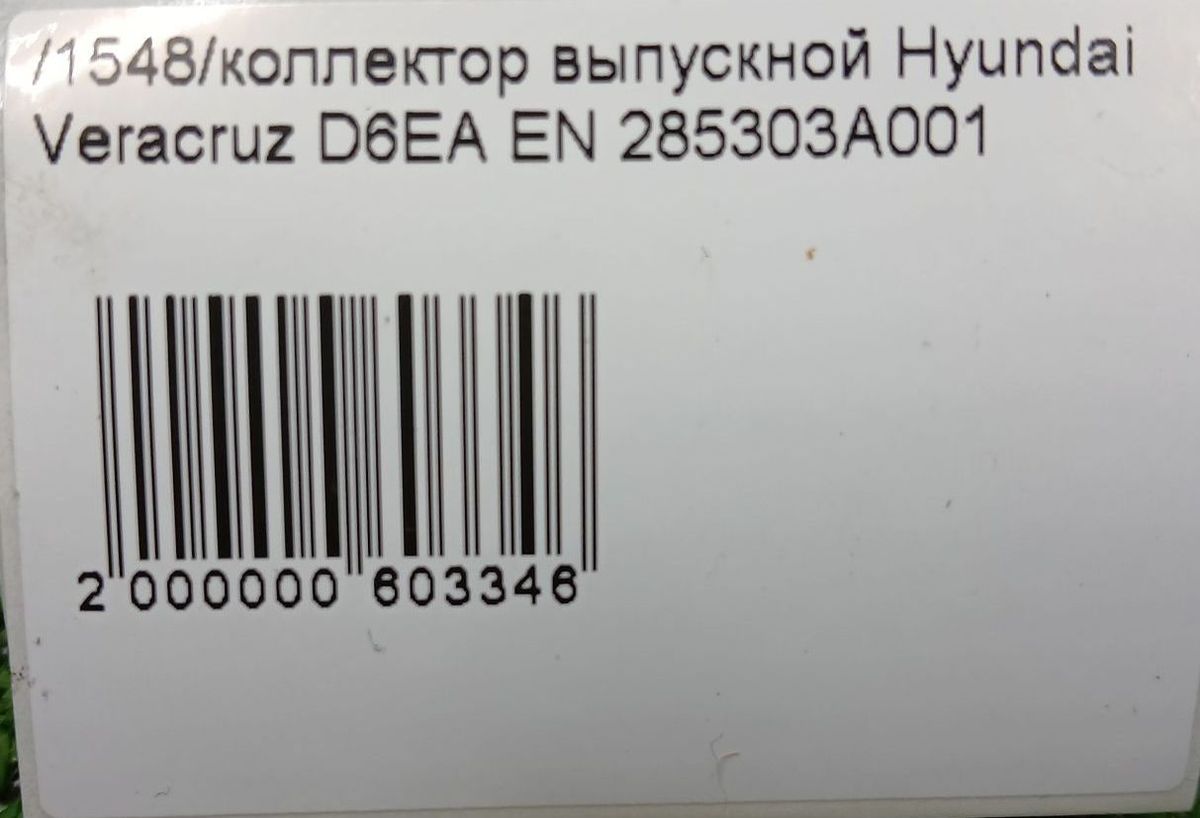 /1548/коллектор выпускной Hyundai
Veracruz D6EA EN 285303A001
2 000000 603346